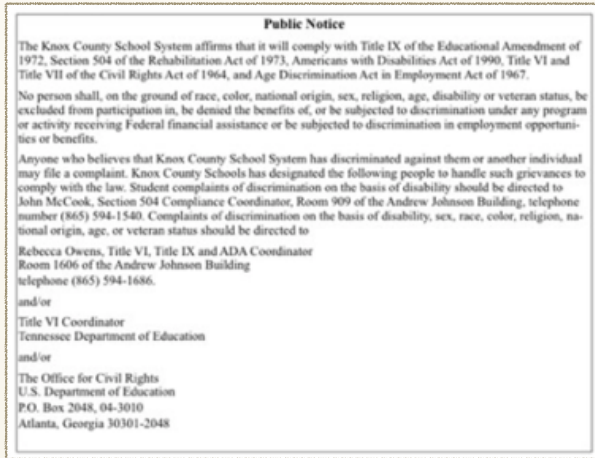 Public Notice
The Knox County School System affirms that it will comply with Title IX of the Educational Amendment of
1972, Section 504 of the Rehabilitation Act of 1973, Americans with Disabilities Act of 1990, Title VI and
Title VII of the Civil Rights Act of 1964, and Age Discrimination Act in Employment Act of 1967.
No person shall, on the ground of race, color, national origin, sex, religion, age, disability or veteran status, be
excluded from participation in, be denied the benefits of, or be subjected to discrimination under any program
or activity receiving Federal financial assistance or be subjected to discrimination in employment opportuni-
ties or benefits.
Anyone who believes that Knox County School System has discriminated against them or another individual
may file a complaint. Knox County Schools has designated the following people to handle such grievances to
comply with the law. Student complaints of discrimination on the basis of disability should be directed to
John McCook, Section 504 Compliance Coordinator, Room 909 of the Andrew Johnson Building, telephone
number (865) 594-1540. Complaints of discrimination on the basis of disability, sex, race, color, religion, na-
tional origin, age, or veteran status should be directed to
Rebecca Owens, Title VI, Title IX and ADA Coordinator
Room 1606 of the Andrew Johnson Building
telephone (865) 594-1686.
and/or
Title VI Coordinator
Tennessee Department of Education
and/or
The Office for Civil Rights
U.S. Department of Education
P.O. Box 2048, 04-3010
Atlanta, Georgia 30301-2048